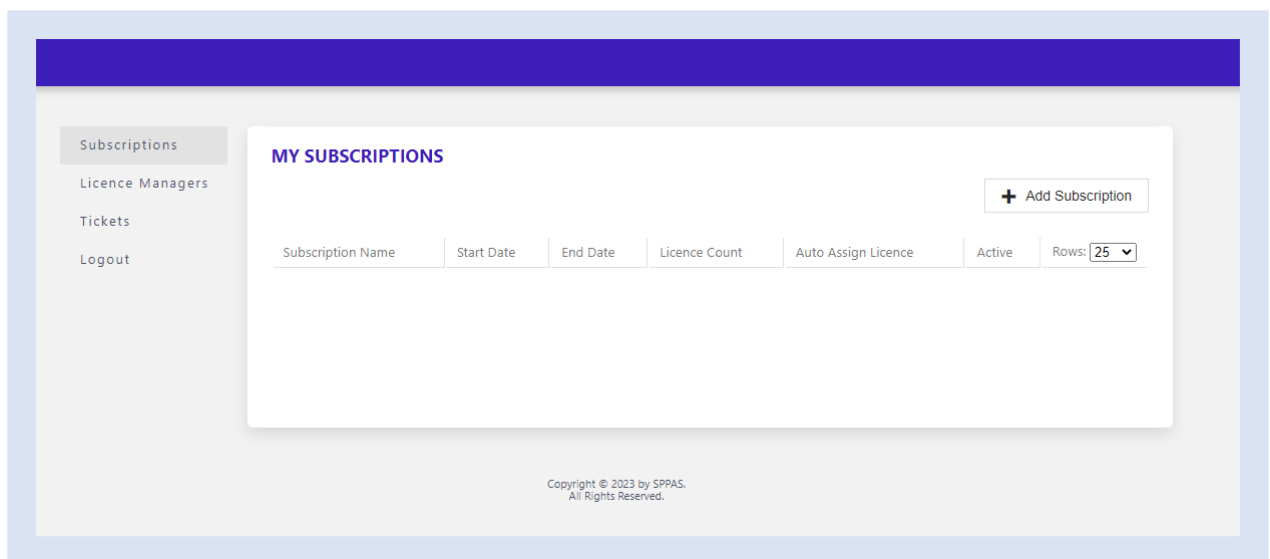 Subscriptions
Licence Managers
Tickets
Logout
MY SUBSCRIPTIONS
+ Add Subscription
Subscription Name Start Date End Date Licence Count Auto Assign Licence Active Rows: 25
Copyright © 2023 by SPPAS.
All Rights Reserved.